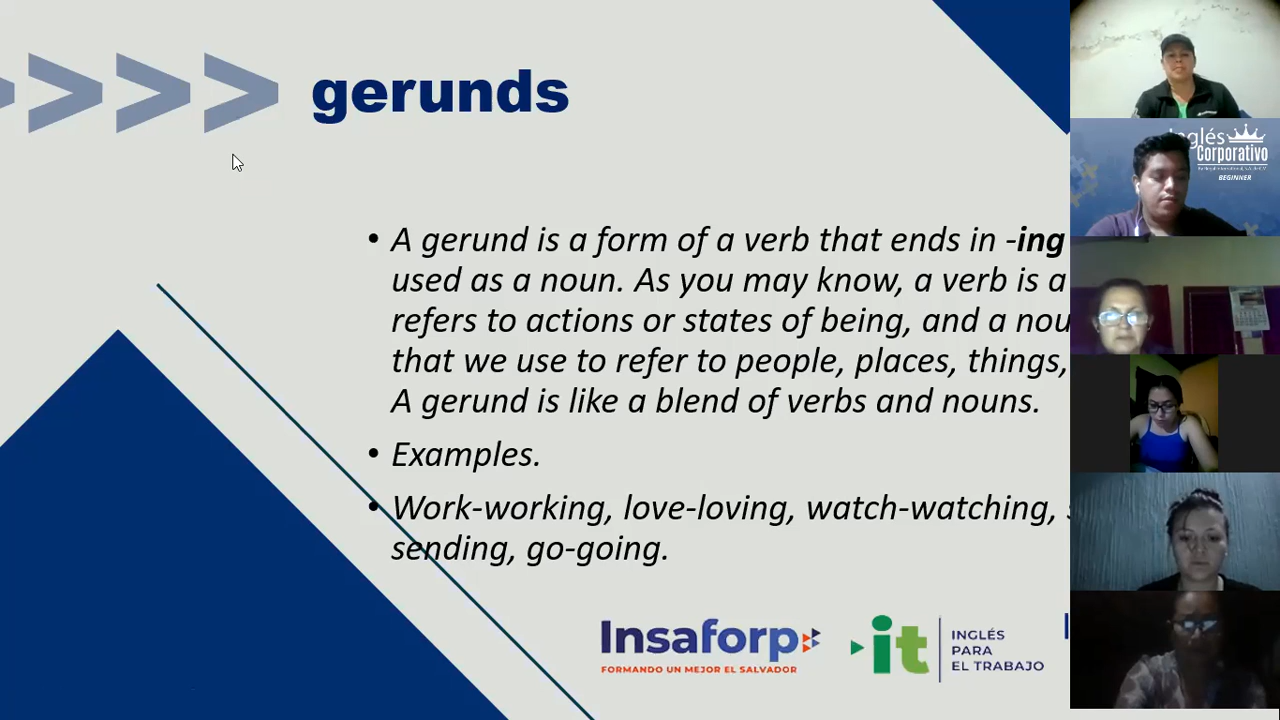 gerunds
• A gerund is a form of a verb that ends in -ing
used as a noun. As you may know, a verb is a
refers to actions or states of being, and a nou
that we use to refer to people, places, things,
A gerund is like a blend of verbs and nouns.
• Examples.
• Work-working, love-loving, watch-watching,
sending, go-going.
Insaforp
FORMANDO UN MEJOR EL SALVADOR
it
INGLÉS
PARA
EL TRABAJO
Inglés
Corporativo
BEGINNER